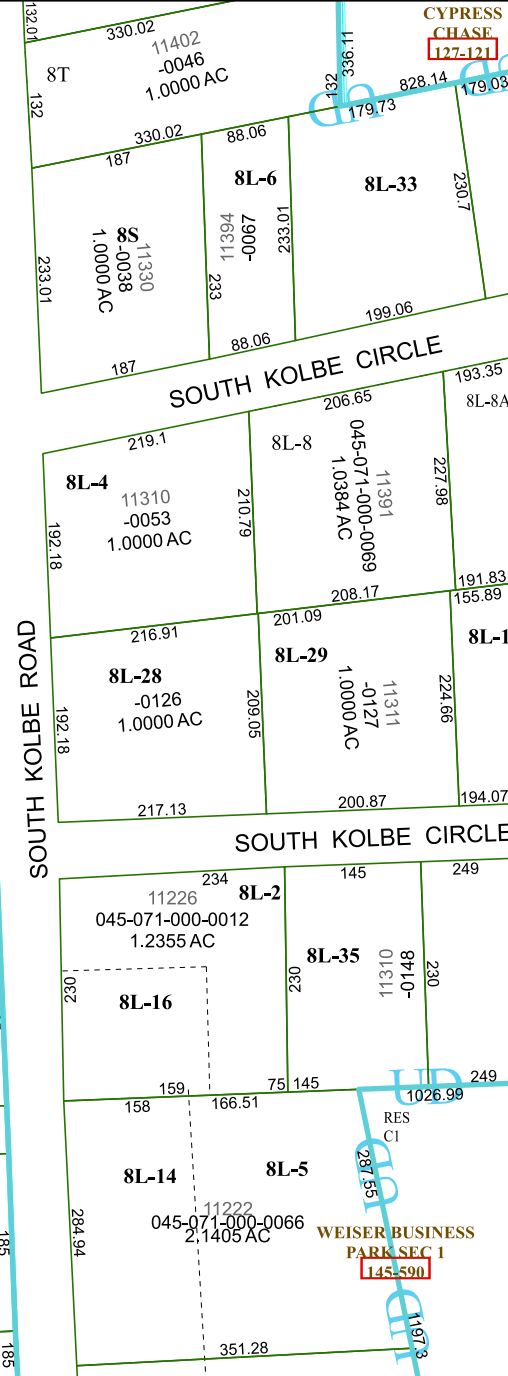 132.01
330.02
11402
-0046
1.0000 AC
8T
132
336.11
132
CYPRESS
CHASE
127-121
828.14
179.03
179.73
UD
330.02
187
88.06
8L-6
8L-33
230.7
8S
11330
-0038
1.0000 AC
11394
-0067
233.01
233
233.01
199.06
88.06
187
SOUTH KOLBE CIRCLE
193.35
206.65
219.1
8L-8
8L-8A
8L-4
11310
-0053
1.0000 AC
11391
045-071-000-0069
1.0384 AC
210.79
227.98
192.18
208.17
191.83
155.89
201.09
216.91
8L-28
-0126
1.0000 AC
8L-29
11311
-0127
1.0000 AC
8L-1
209.05
224.66
192.18
SOUTH KOLBE ROAD
217.13
200.87
194.07
SOUTH KOLBE CIRCLE
234
145
249
11226
8L-2
045-071-000-0012
1.2355 AC
8L-35
11310
-0148
230
230
230
8L-16
159
75
145
158
166.51
UD
249
1026.99
RES
C1
8L-14
8L-5
287.55
UD
11222
045-071-000-0066
2.1405 AC
284.94
WEISER BUSINESS
PARK SEC 1
145-590
UD
1197.3
351.28
185
185